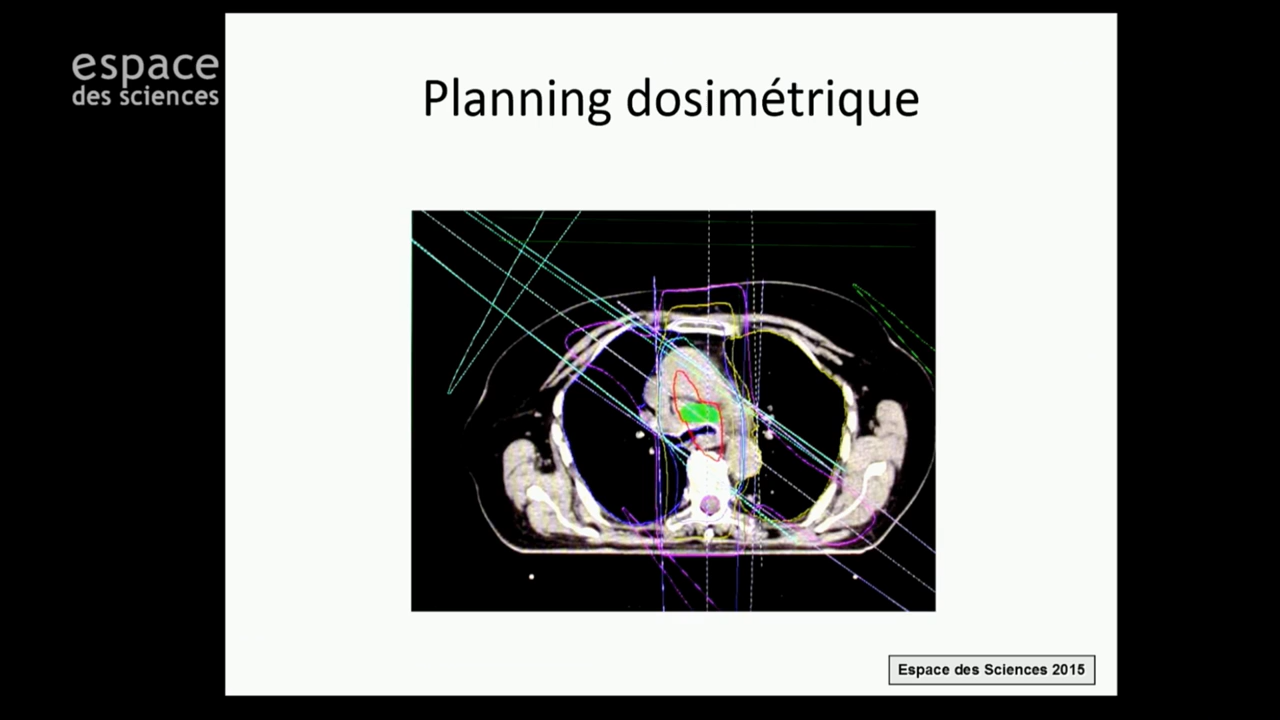 espace
des sciences
Planning dosimétrique
Espace des Sciences 2015